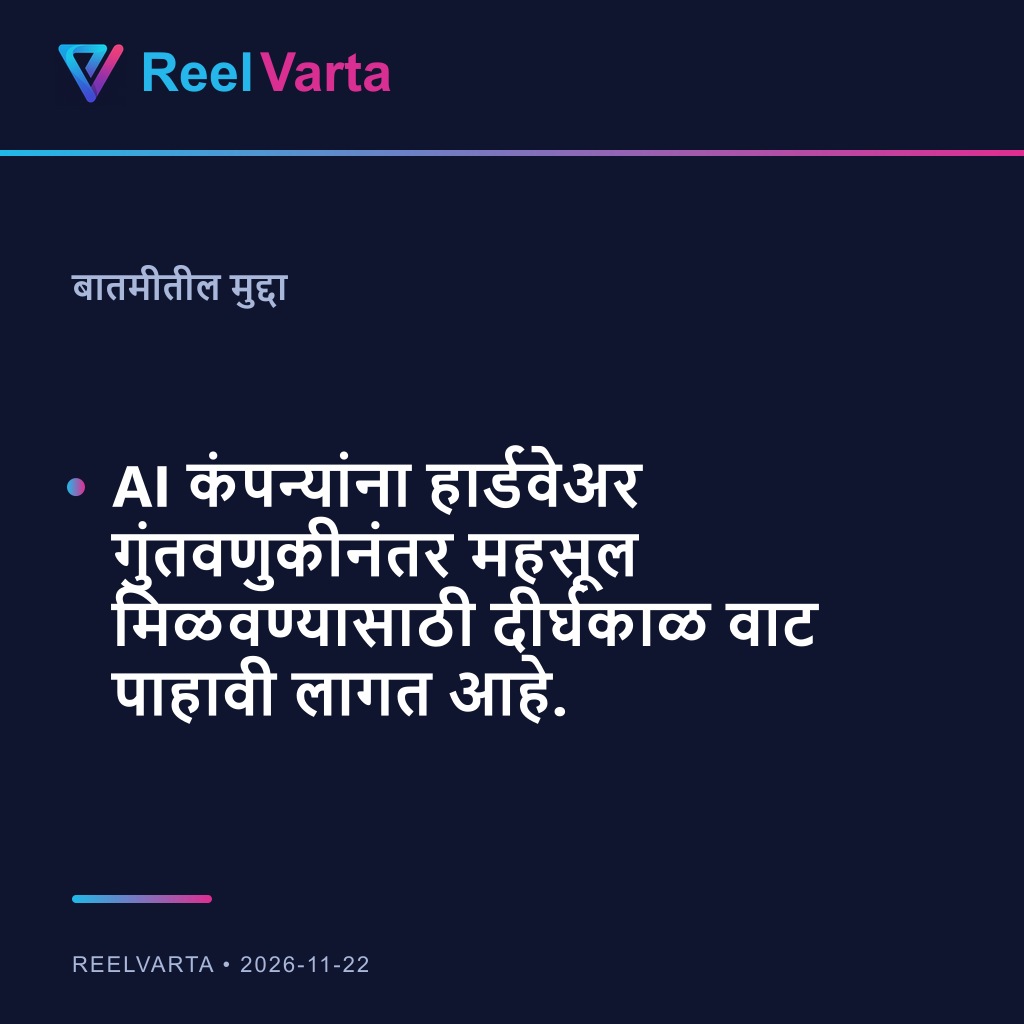 Reel Varta
बातमीतील मुद्दा
• AI कंपन्यांना हार्डवेअर
गुंतवणुकीनंतर महसूल
मिळवण्यासाठी दीर्घकाळ वाट
पाहावी लागत आहे.
REELVARTA • 2026-11-22